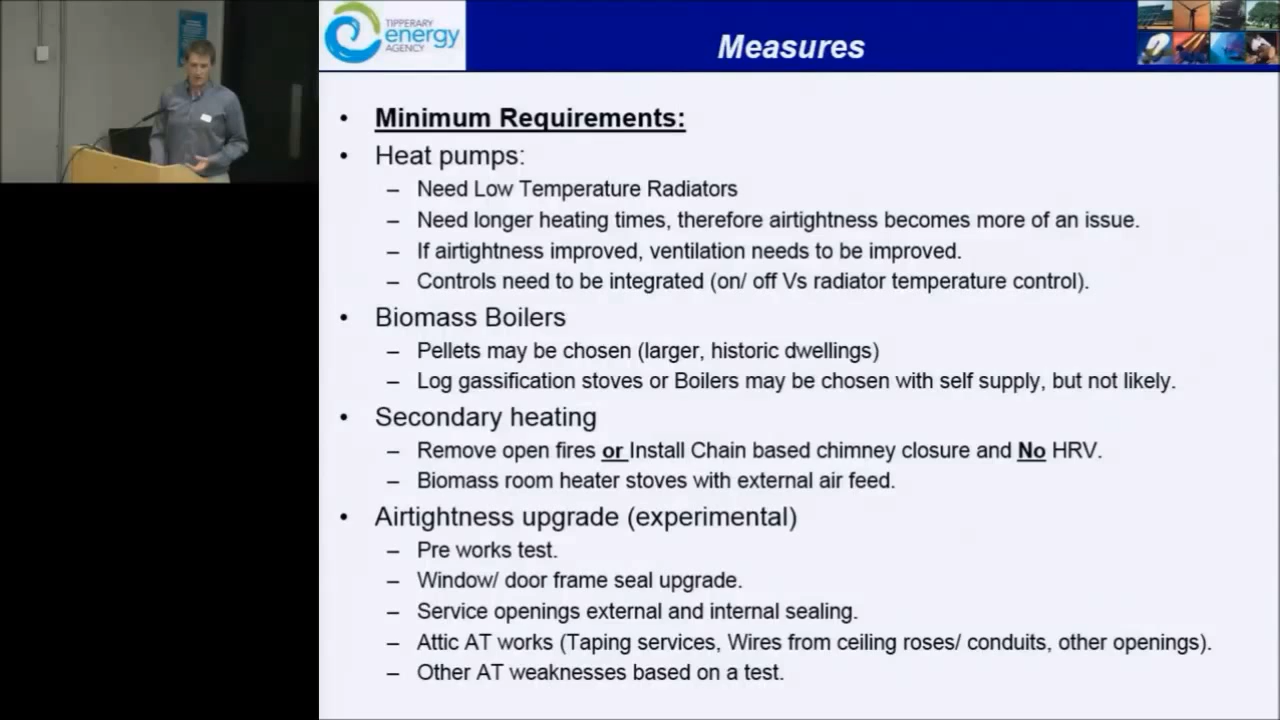 TIPPERARY
energy
AGENCY
Measures
• Minimum Requirements:
• Heat pumps:
– Need Low Temperature Radiators
– Need longer heating times, therefore airtightness becomes more of an issue.
– If airtightness improved, ventilation needs to be improved.
– Controls need to be integrated (on/ off Vs radiator temperature control).
• Biomass Boilers
– Pellets may be chosen (larger, historic dwellings)
– Log gassification stoves or Boilers may be chosen with self supply, but not likely.
• Secondary heating
– Remove open fires or Install Chain based chimney closure and No HRV.
– Biomass room heater stoves with external air feed.
• Airtightness upgrade (experimental)
– Pre works test.
– Window/ door frame seal upgrade.
– Service openings external and internal sealing.
– Attic AT works (Taping services, Wires from ceiling roses/ conduits, other openings).
– Other AT weaknesses based on a test.